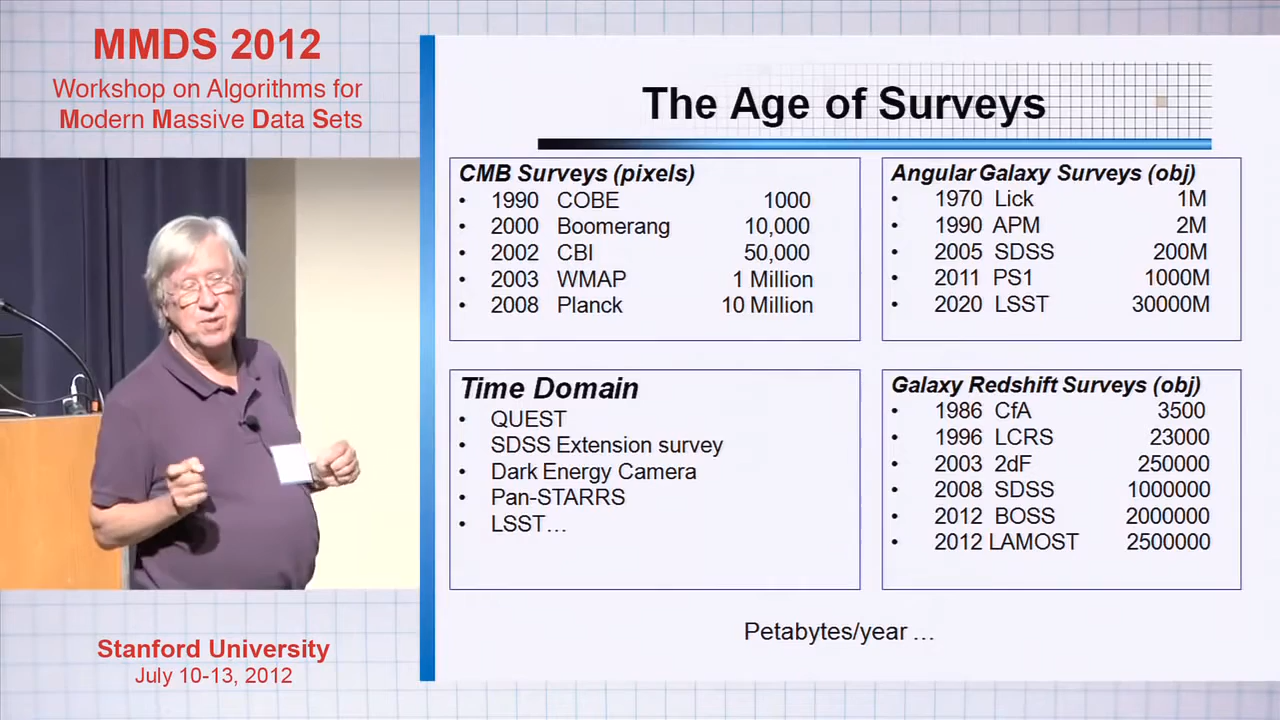 MMDS 2012
Workshop on Algorithms for
Modern Massive Data Sets
Stanford University
July 10-13, 2012
The Age of Surveys
CMB Surveys (pixels)
• 1990 COBE 1000
• 2000 Boomerang 10,000
• 2002 CBI 50,000
• 2003 WMAP 1 Million
• 2008 Planck 10 Million
Angular Galaxy Surveys (obj)
• 1970 Lick 1M
• 1990 APM 2M
• 2005 SDSS 200M
• 2011 PS1 1000M
• 2020 LSST 30000M
Time Domain
• QUEST
• SDSS Extension survey
• Dark Energy Camera
• Pan-STARRS
• LSST…
Galaxy Redshift Surveys (obj)
• 1986 CfA 3500
• 1996 LCRS 23000
• 2003 2dF 250000
• 2008 SDSS 1000000
• 2012 BOSS 2000000
• 2012 LAMOST 2500000
Petabytes/year …